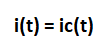 i(t) = ic(t)